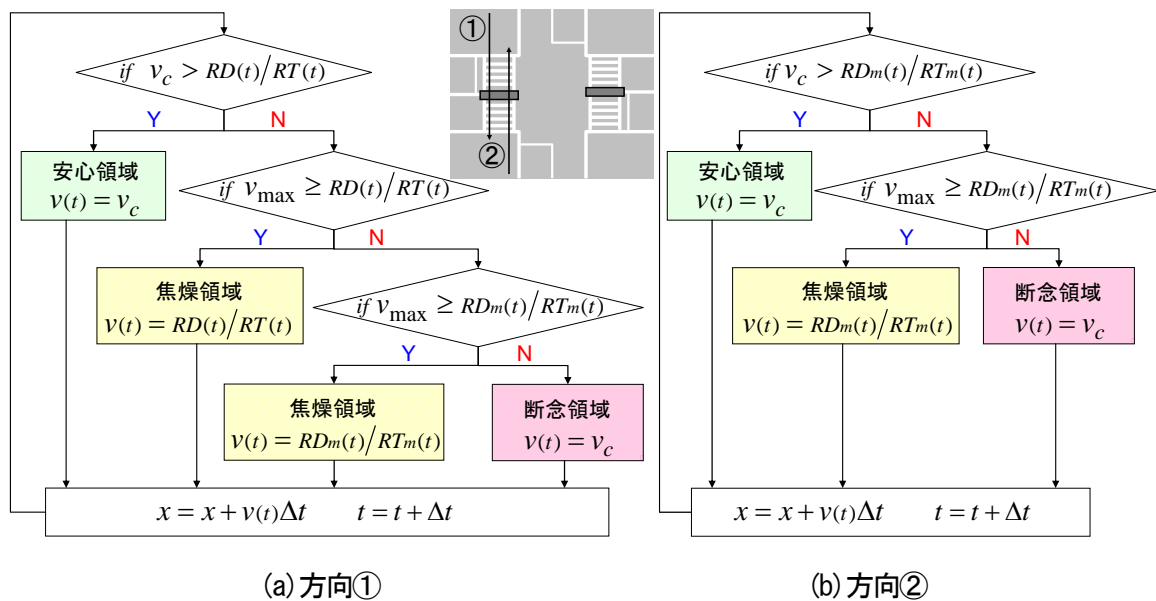 if v_c > RD(t)/RT(t)
Y
N
安心領域
v(t) = v_c
if v_max ≥ RD(t)/RT(t)
Y
N
焦燥領域
v(t) = RD(t)/RT(t)
if v_max ≥ RDm(t)/RTm(t)
Y
N
焦燥領域
v(t) = RDm(t)/RTm(t)
断念領域
v(t) = v_c
x = x + v(t)Δt t = t + Δt
(a) 方向①
①
②
if v_c > RDm(t)/RTm(t)
Y
N
安心領域
v(t) = v_c
if v_max ≥ RDm(t)/RTm(t)
Y
N
焦燥領域
v(t) = RDm(t)/RTm(t)
断念領域
v(t) = v_c
x = x + v(t)Δt t = t + Δt
(b) 方向②